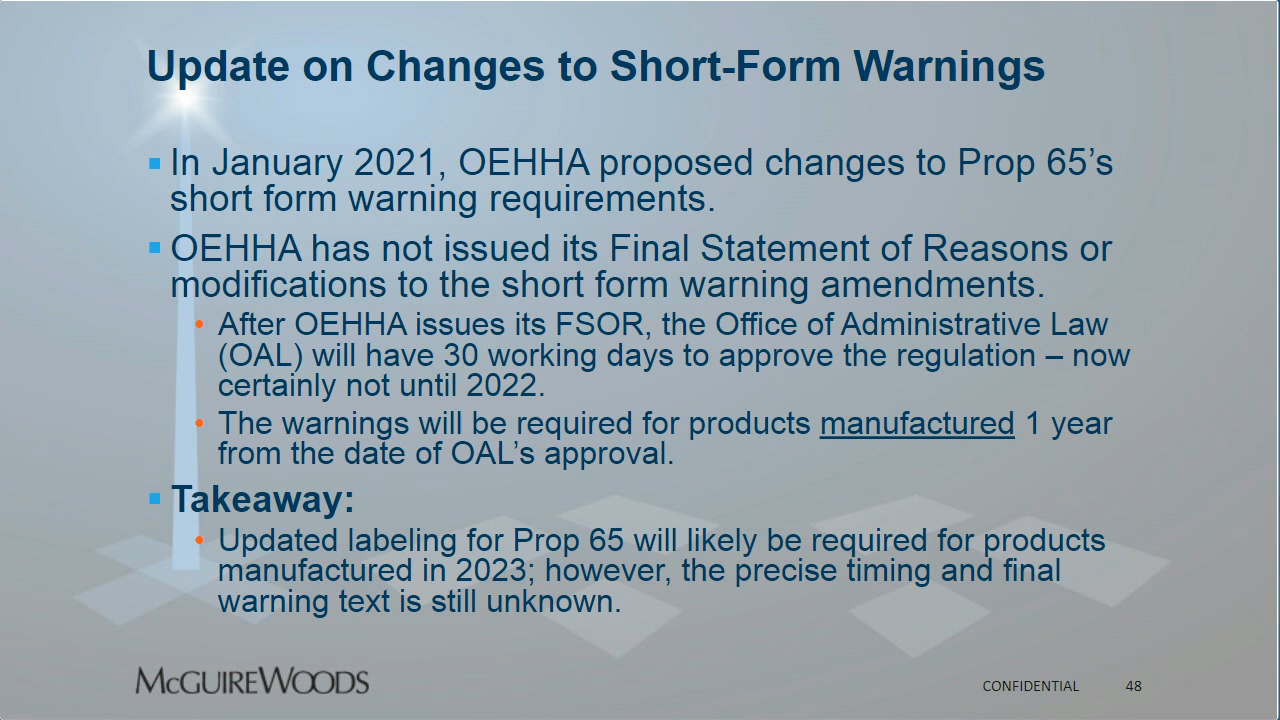 Update on Changes to Short-Form Warnings
▪ In January 2021, OEHHA proposed changes to Prop 65’s
short form warning requirements.
▪ OEHHA has not issued its Final Statement of Reasons or
modifications to the short form warning amendments.
• After OEHHA issues its FSOR, the Office of Administrative Law
(OAL) will have 30 working days to approve the regulation – now
certainly not until 2022.
• The warnings will be required for products manufactured 1 year
from the date of OAL’s approval.
▪ Takeaway:
• Updated labeling for Prop 65 will likely be required for products
manufactured in 2023; however, the precise timing and final
warning text is still unknown.
McGuireWoods
CONFIDENTIAL 48